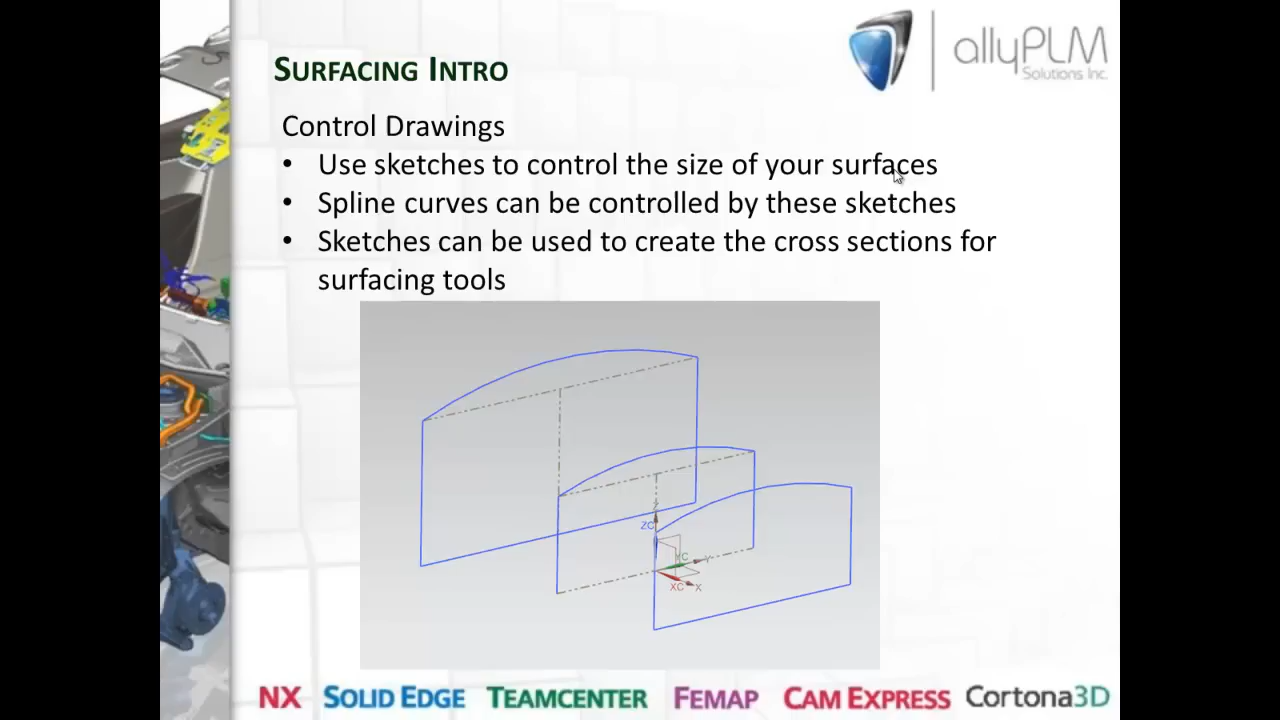 SURFACING INTRO
allyPLM
Solutions Inc.
Control Drawings
• Use sketches to control the size of your surfaces
• Spline curves can be controlled by these sketches
• Sketches can be used to create the cross sections for
surfacing tools
Z
ZC
YC
Y
XC X
NX SOLID EDGE TEAMCENTER FEMAP CAM EXPRESS Cortona3D